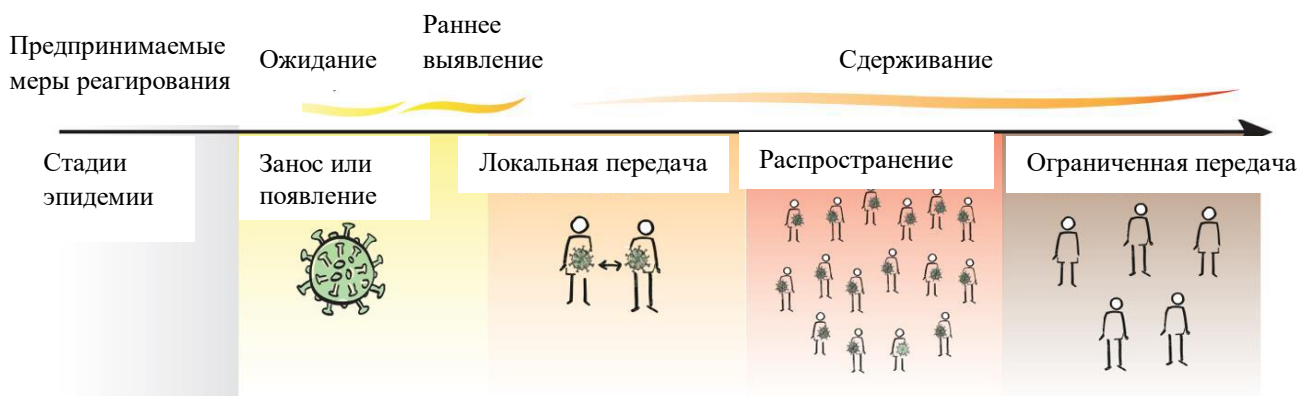 Предпринимаемые
меры реагирования
Ожидание
Раннее
выявление
Сдерживание
Стадии
эпидемии
Занос или
появление
Локальная передача
Распространение
Ограниченная передача